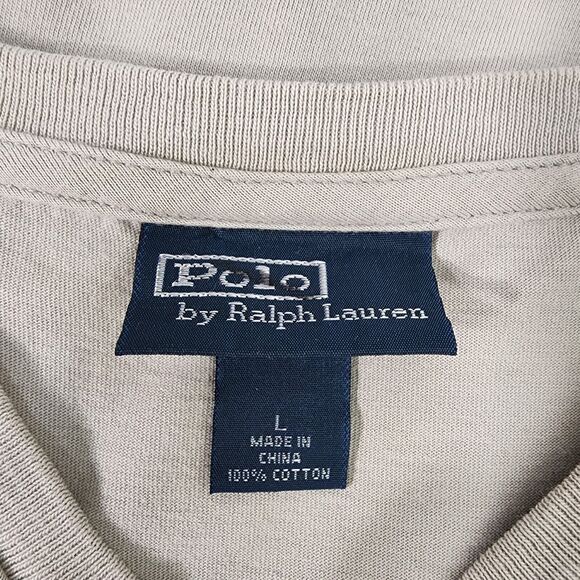 Polo
by Ralph Lauren
L
MADE IN
CHINA
100% COTTON